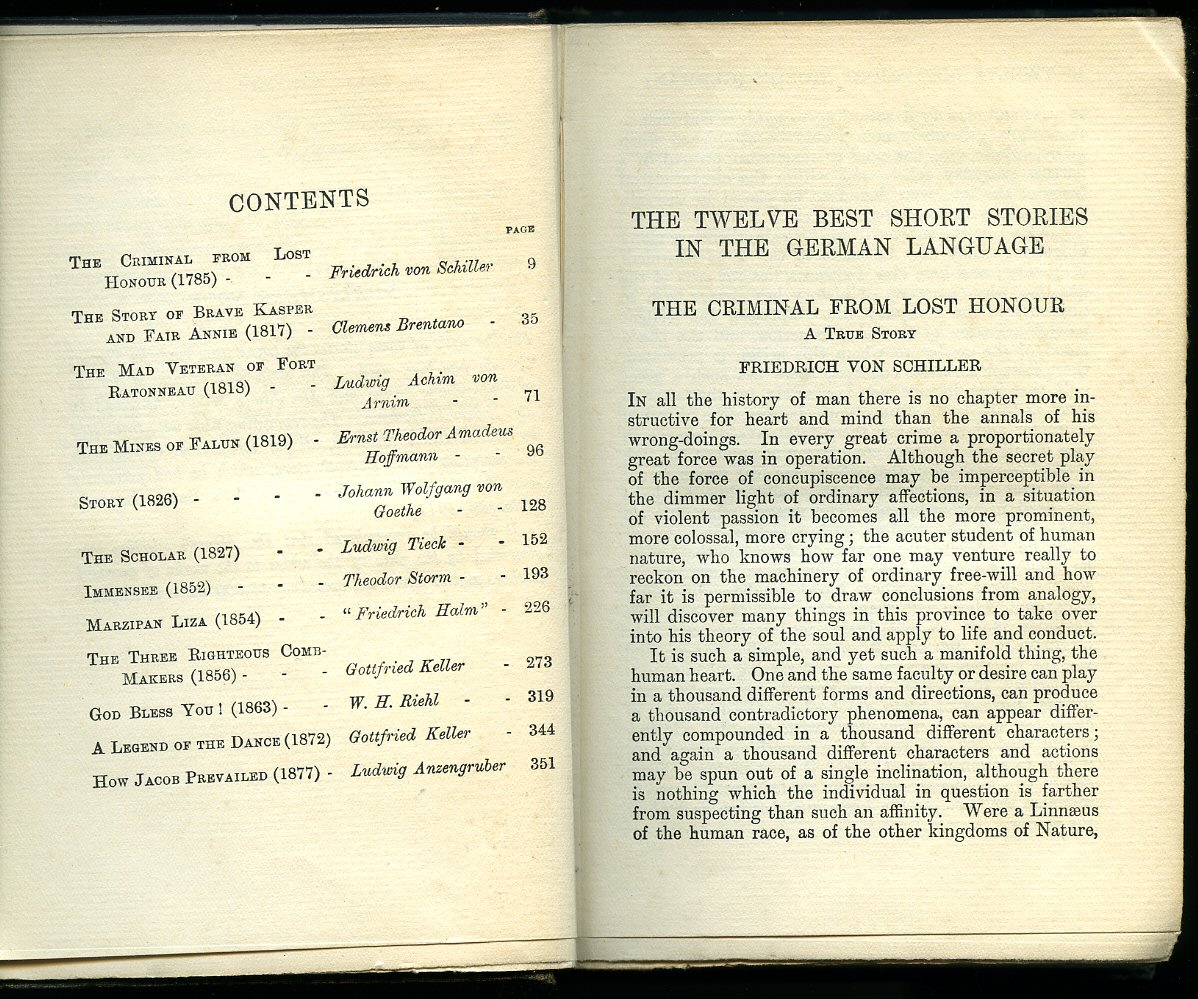 CONTENTS
PAGE
THE CRIMINAL FROM LOST
HONOUR (1785) - - - Friedrich von Schiller 9
THE STORY OF BRAVE KASPER
AND FAIR ANNIE (1817) - Clemens Brentano - 35
THE MAD VETERAN OF FORT
RATONNEAU (1818) - - Ludwig Achim von
Arnim - - 71
THE MINES OF FALUN (1819) - Ernst Theodor Amadeus
Hoffmann - - 96
STORY (1826) - - - - Johann Wolfgang von
Goethe - - 128
THE SCHOLAR (1827) - - Ludwig Tieck - - 152
IMMENSEE (1852) - - - Theodor Storm - - 193
MARZIPAN LIZA (1854) - - "Friedrich Halm" - 226
THE THREE RIGHTEOUS COMB-
MAKERS (1856) - - - Gottfried Keller - 273
GOD BLESS YOU! (1863) - - W. H. Riehl - - 319
A LEGEND OF THE DANCE (1872) Gottfried Keller - 344
HOW JACOB PREVAILED (1877) - Ludwig Anzengruber 351
THE TWELVE BEST SHORT STORIES
IN THE GERMAN LANGUAGE
THE CRIMINAL FROM LOST HONOUR
A TRUE STORY
FRIEDRICH VON SCHILLER
IN all the history of man there is no chapter more in-
structive for heart and mind than the annals of his
wrong-doings. In every great crime a proportionately
great force was in operation. Although the secret play
of the force of concupiscence may be imperceptible in
the dimmer light of ordinary affections, in a situation
of violent passion it becomes all the more prominent,
more colossal, more crying; the acuter student of human
nature, who knows how far one may venture really to
reckon on the machinery of ordinary free-will and how
far it is permissible to draw conclusions from analogy,
will discover many things in this province to take over
into his theory of the soul and apply to life and conduct.
It is such a simple, and yet such a manifold thing, the
human heart. One and the same faculty or desire can play
in a thousand different forms and directions, can produce
a thousand contradictory phenomena, can appear differ-
ently compounded in a thousand different characters;
and again a thousand different characters and actions
may be spun out of a single inclination, although there
is nothing which the individual in question is farther
from suspecting than such an affinity. Were a Linnæus
of the human race, as of the other kingdoms of Nature,